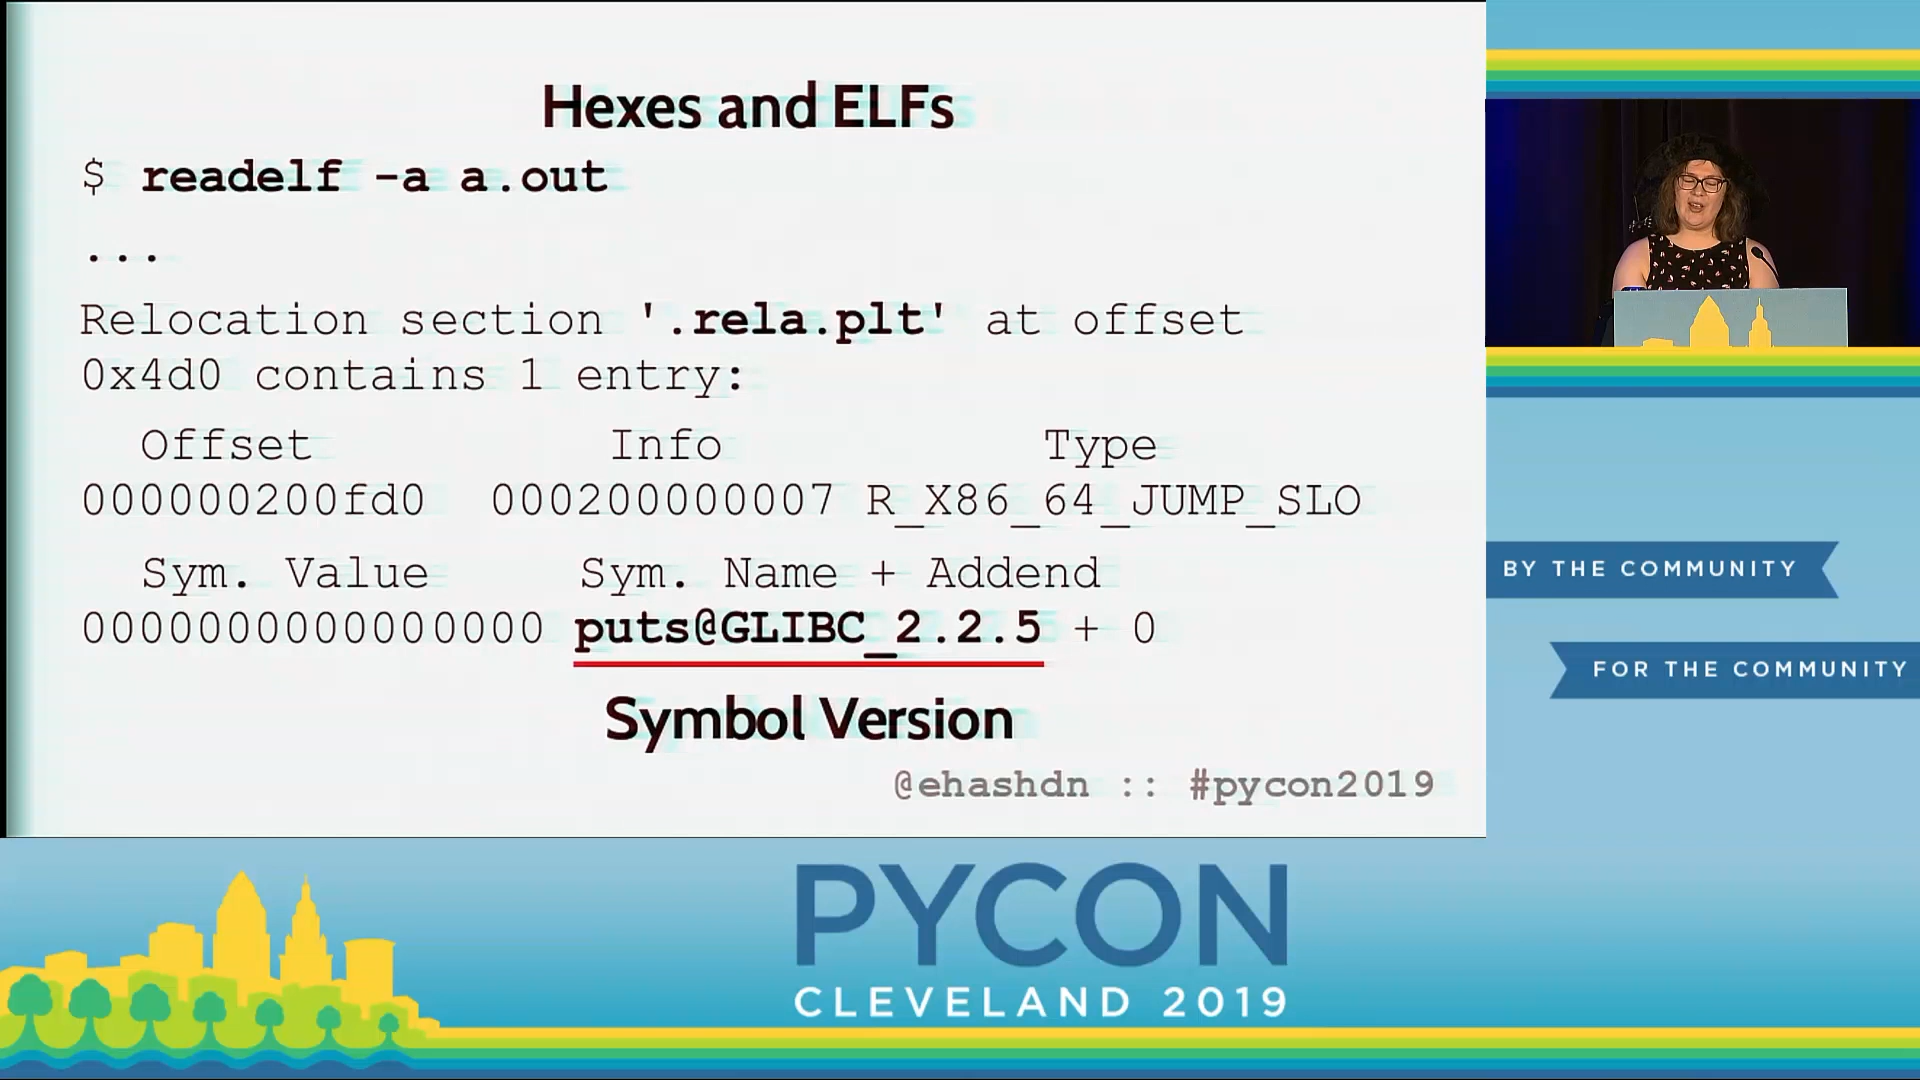 Hexes and ELFs
$ readelf -a a.out
...
Relocation section '.rela.plt' at offset
0x4d0 contains 1 entry:
Offset Info Type
000000200fd0 000200000007 R_X86_64_JUMP_SLO
Sym. Value Sym. Name + Addend
0000000000000000 puts@GLIBC_2.2.5 + 0
Symbol Version
@ehashdn :: #pycon2019
BY THE COMMUNITY
FOR THE COMMUNITY
PYCON
CLEVELAND 2019